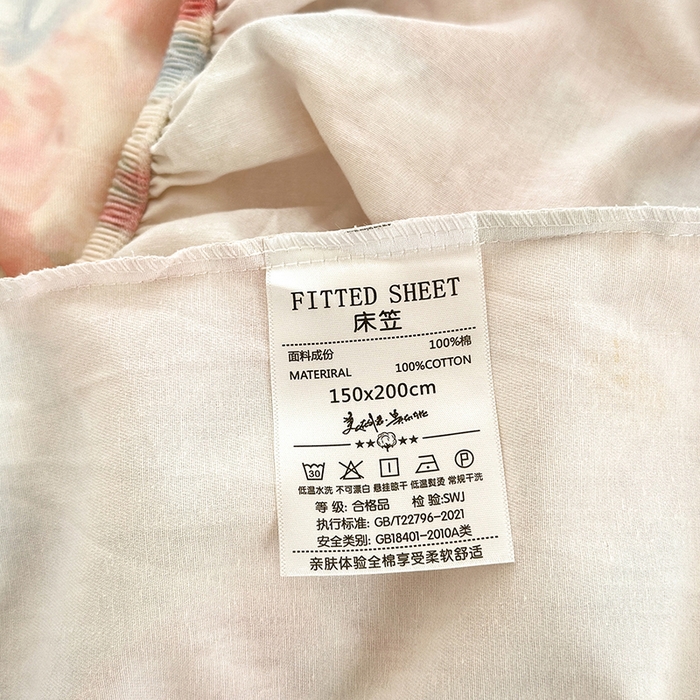 FITTED SHEET
床笠
面料成份 100%棉
MATERIRAL 100%COTTON
150x200cm
30 P
低温水洗 不可漂白 悬挂晾干 低温熨烫 常规干洗
等 级: 合格品 检 验:SWJ
执行标准: GB/T22796-2021
安全类别: GB18401-2010A类
亲肤体验全棉享受柔软舒适